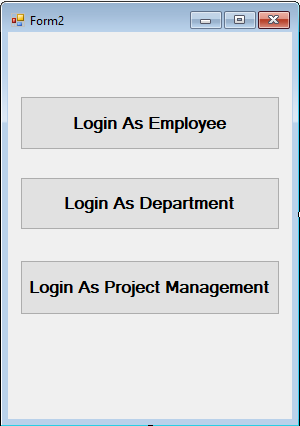 Form2
Login As Employee
Login As Department
Login As Project Management